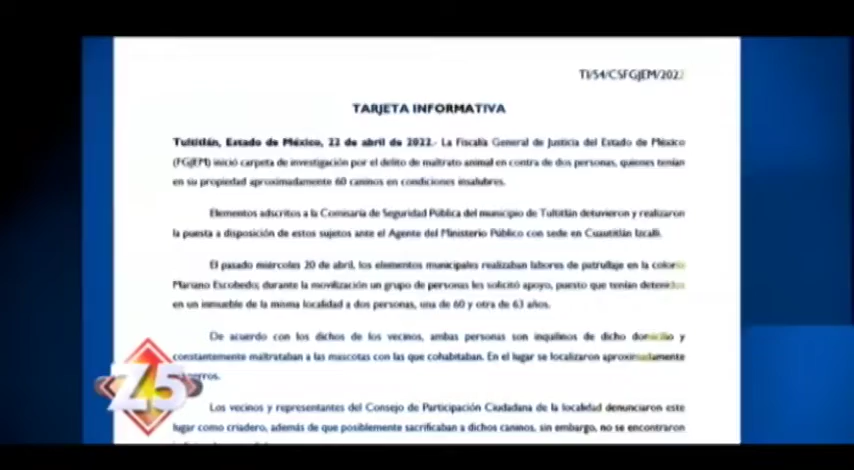 TI/54/CSFGJEM/202
TARJETA INFORMATIVA
Tultitlán, Estado de México, 22 de abril de 2022.- La Fiscalía General de Justicia del Estado de México
(FGJEM) inició carpeta de investigación por el delito de maltrato animal en contra de dos personas, quienes tenían
en su propiedad aproximadamente 60 caninos en condiciones insalubres.
Elementos adscritos a la Comisaría de Seguridad Pública del municipio de Tultitlán detuvieron y realizaron
la puesta a disposición de estos sujetos ante el Agente del Ministerio Público con sede en Cuautitlán Izcalli.
El pasado miércoles 20 de abril, los elementos municipales realizaban labores de patrullaje en la colonia
Mariano Escobedo; durante la movilización un grupo de personas les solicitó apoyo, puesto que tenían detenidos
en un inmueble de la misma localidad a dos personas, una de 60 y otra de 63 años.
De acuerdo con los dichos de los vecinos, ambas personas son inquilinos de dicho domicilio y
constantemente maltrataban a las mascotas con las que cohabitaban. En el lugar se localizaron aproximadamente
perros.
Los vecinos y representantes del Consejo de Participación Ciudadana de la localidad denunciaron este
lugar como criadero, además de que posiblemente sacrificaban a dichos caninos, sin embargo, no se encontraron
Z5